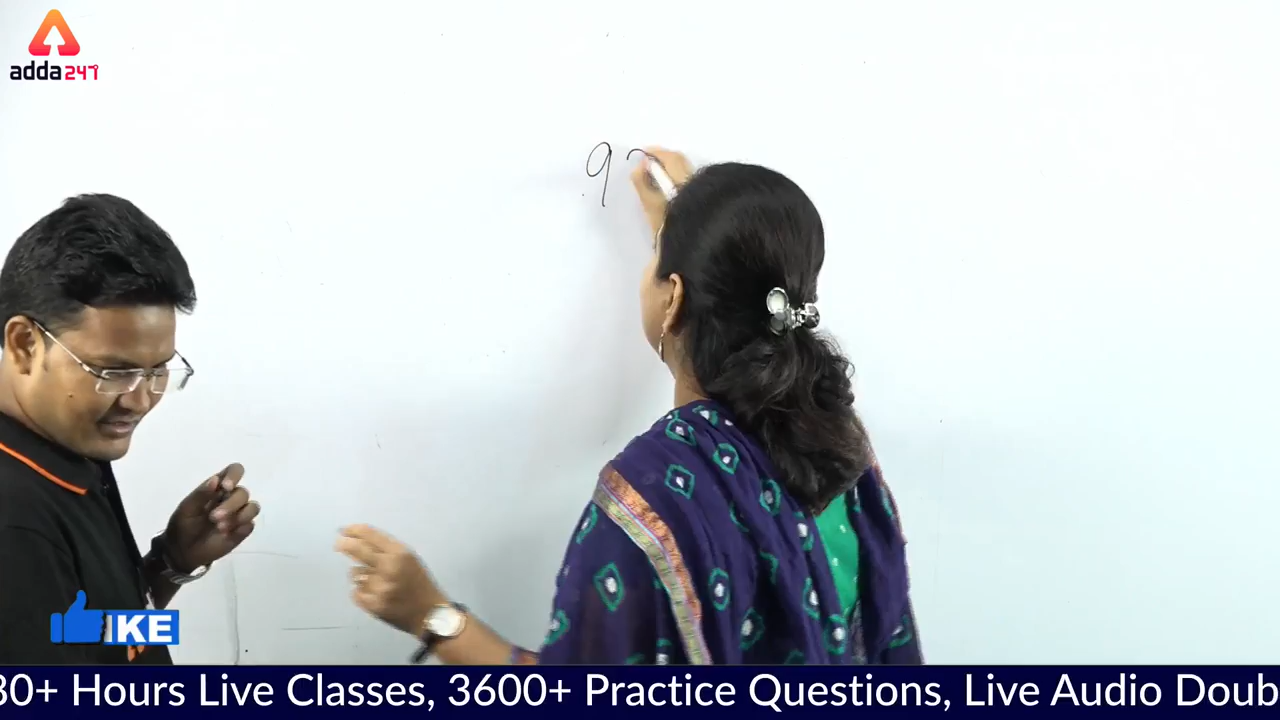 adda247
9
IKE
30+ Hours Live Classes, 3600+ Practice Questions, Live Audio Doub